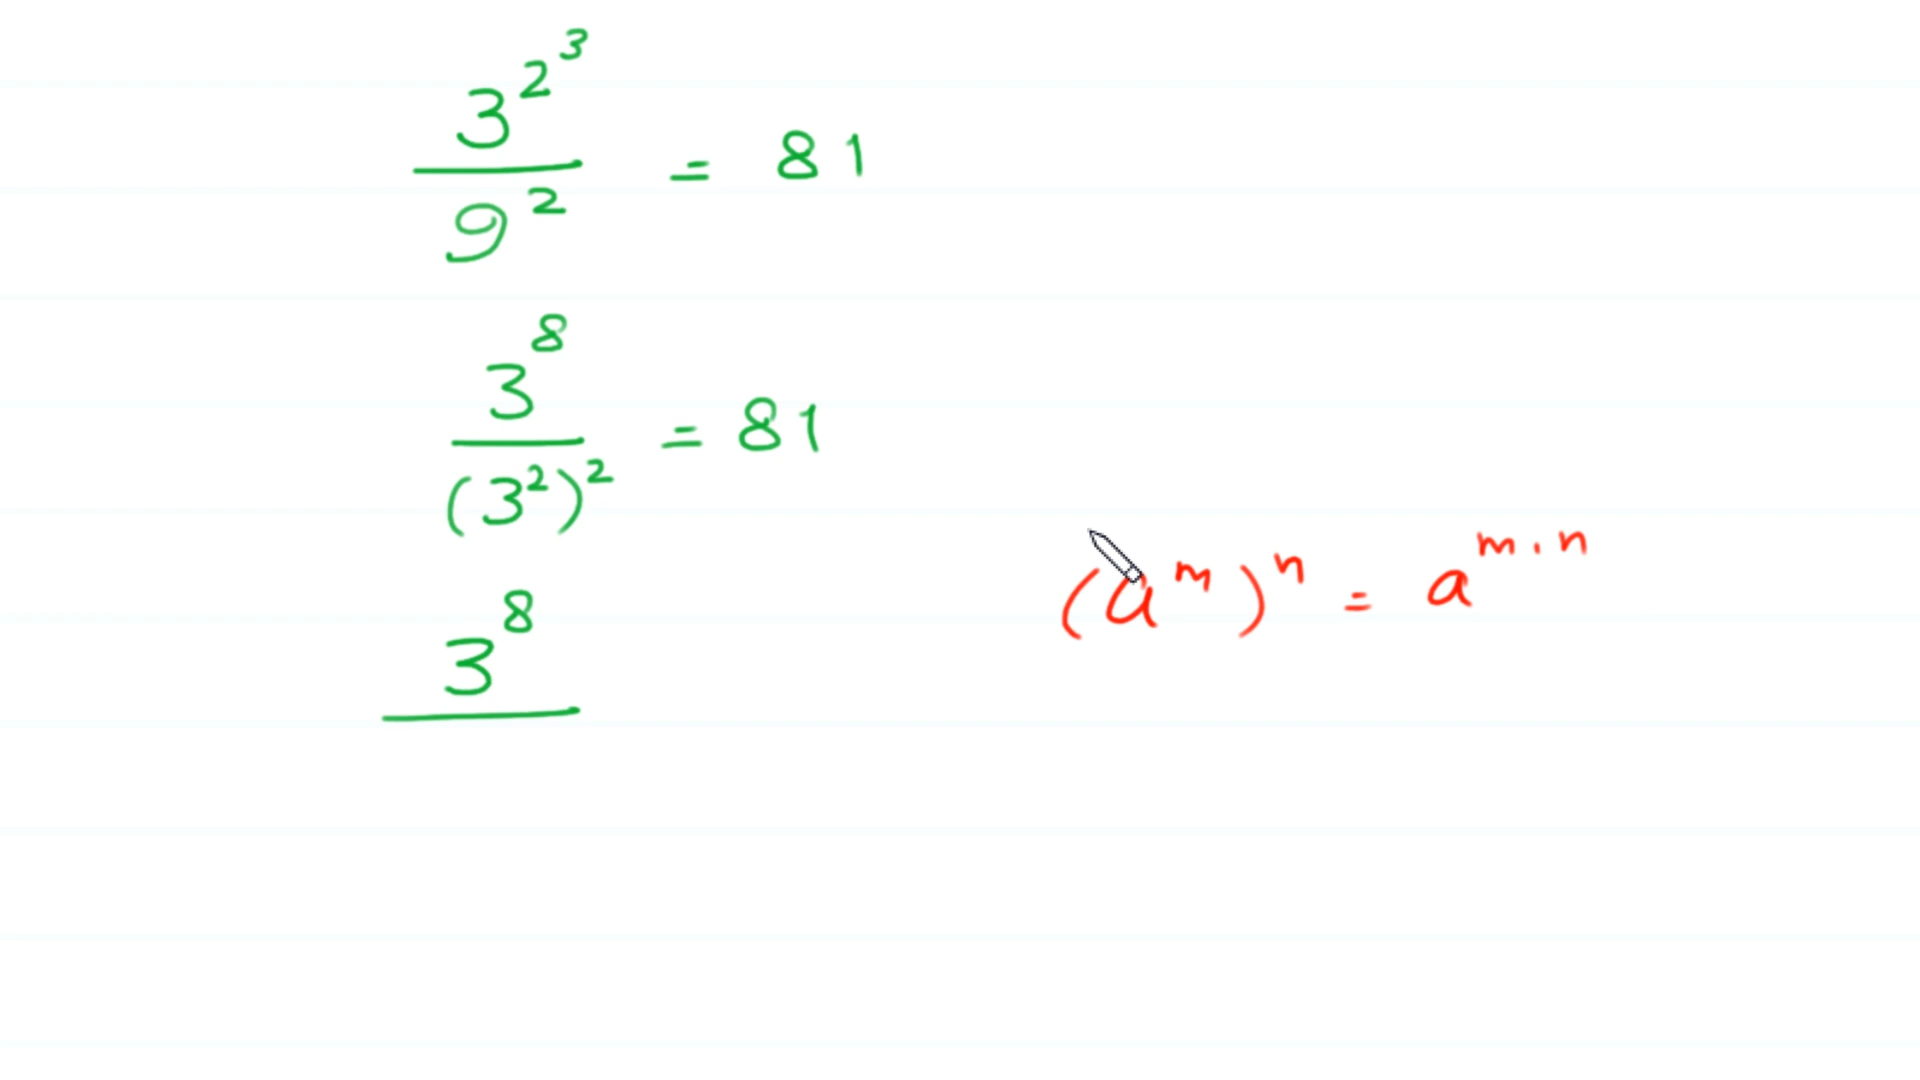 3^{2^3} / 9^2 = 81
3^8 / (3^2)^2 = 81
(a^m)^n = a^{m·n}
3^8 /